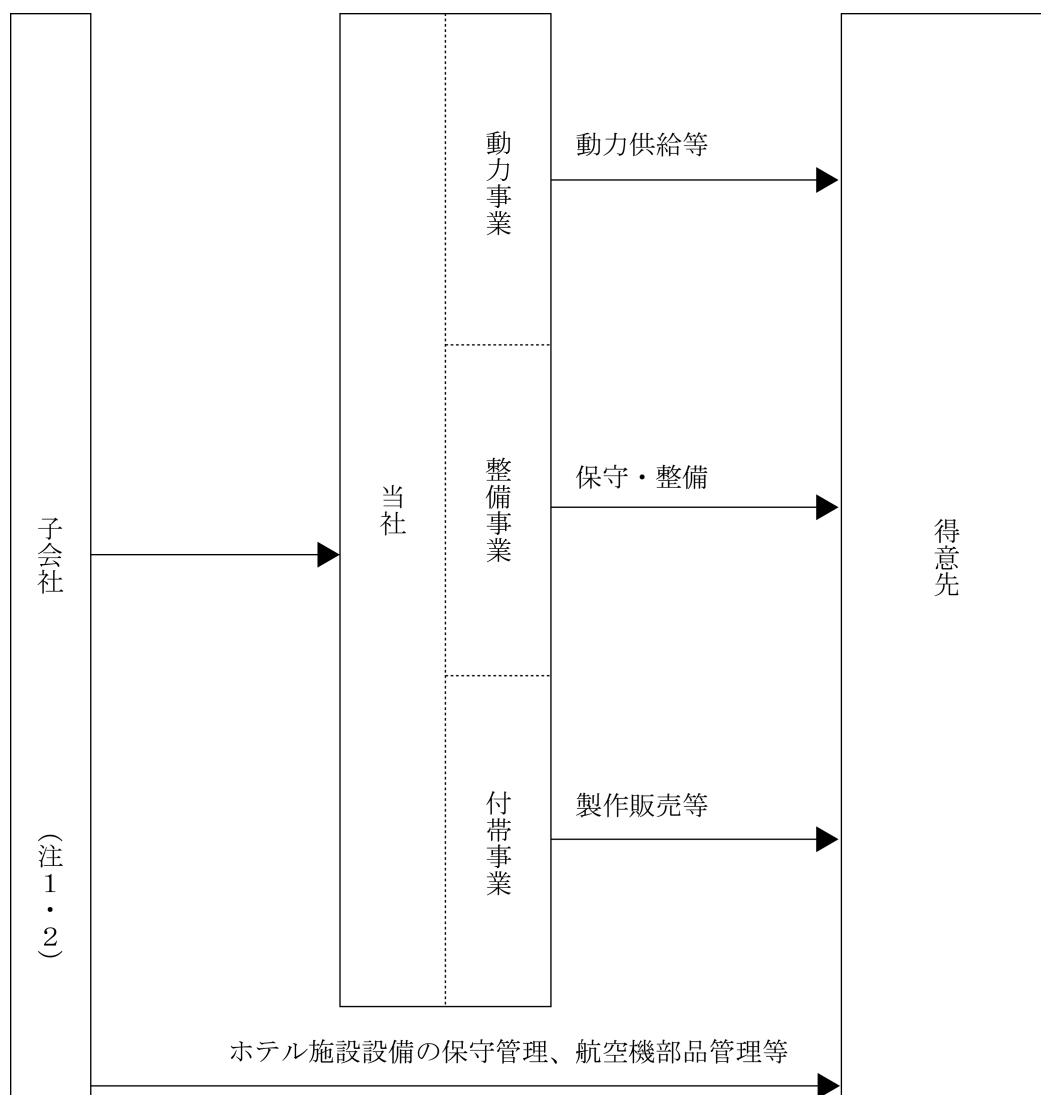 子会社
(注1・2)
当社
動力事業
動力供給等
整備事業
保守・整備
付帯事業
製作販売等
得意先
ホテル施設設備の保守管理、航空機部品管理等